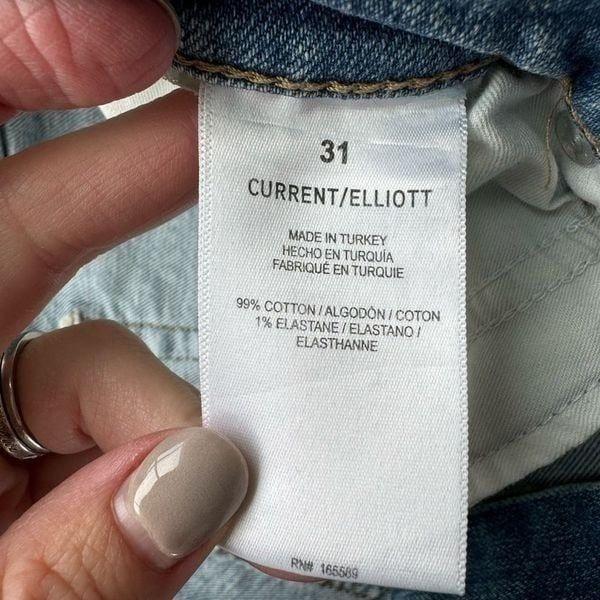 31
CURRENT/ELLIOTT
MADE IN TURKEY
HECHO EN TURQUÍA
FABRIQUÉ EN TURQUIE
99% COTTON / ALGODÓN / COTON
1% ELASTANE / ELASTANO /
ELASTHANNE
RN# 165589